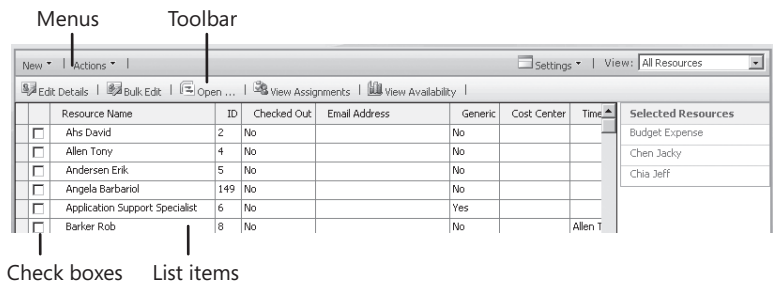 Menus Toolbar
New Actions Settings View: All Resources
Edit Details Bulk Edit Open ... View Assignments View Availability
Resource Name ID Checked Out Email Address Generic Cost Center Time Selected Resources
Ahs David 2 No No Budget Expense
Allen Tony 4 No No Chen Jacky
Andersen Erik 5 No No Chia Jeff
Angela Barbariol 149 No No
Application Support Specialist 6 No Yes
Barker Rob 8 No No Allen T
Check boxes List items